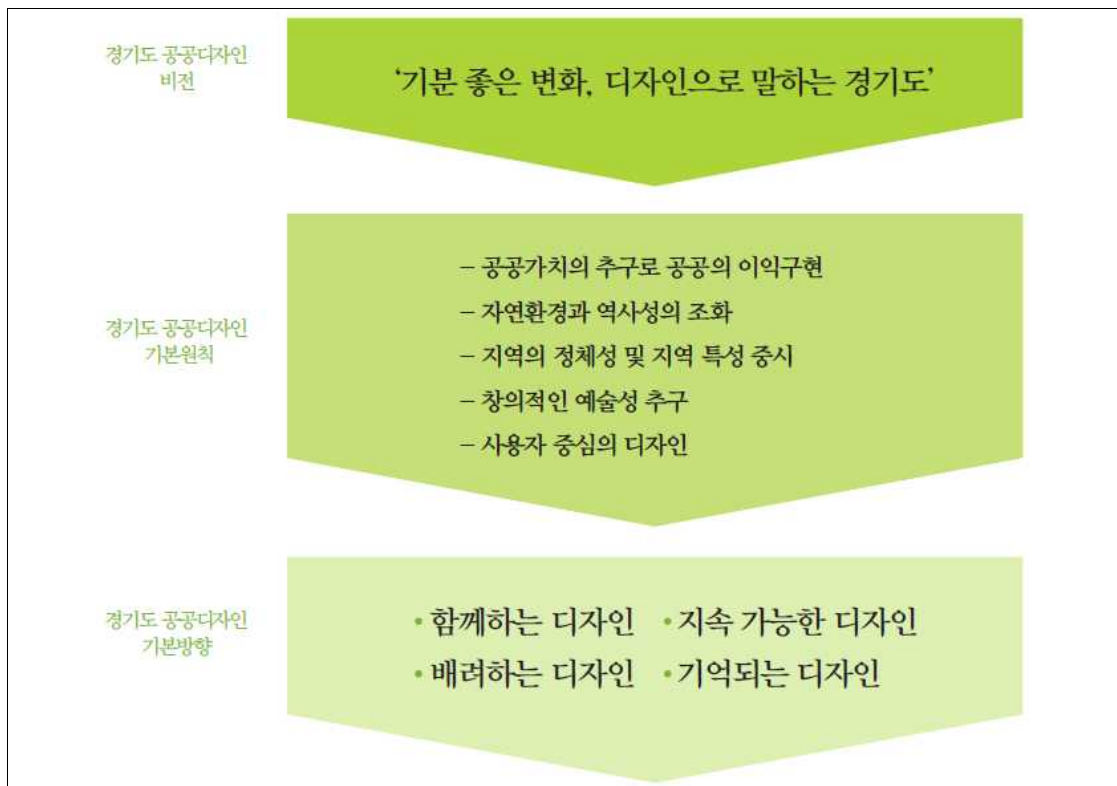 경기도 공공디자인
비전
‘기분 좋은 변화, 디자인으로 말하는 경기도’
경기도 공공디자인
기본원칙
– 공공가치의 추구로 공공의 이익구현
– 자연환경과 역사성의 조화
– 지역의 정체성 및 지역 특성 중시
– 창의적인 예술성 추구
– 사용자 중심의 디자인
경기도 공공디자인
기본방향
• 함께하는 디자인 • 지속 가능한 디자인
• 배려하는 디자인 • 기억되는 디자인